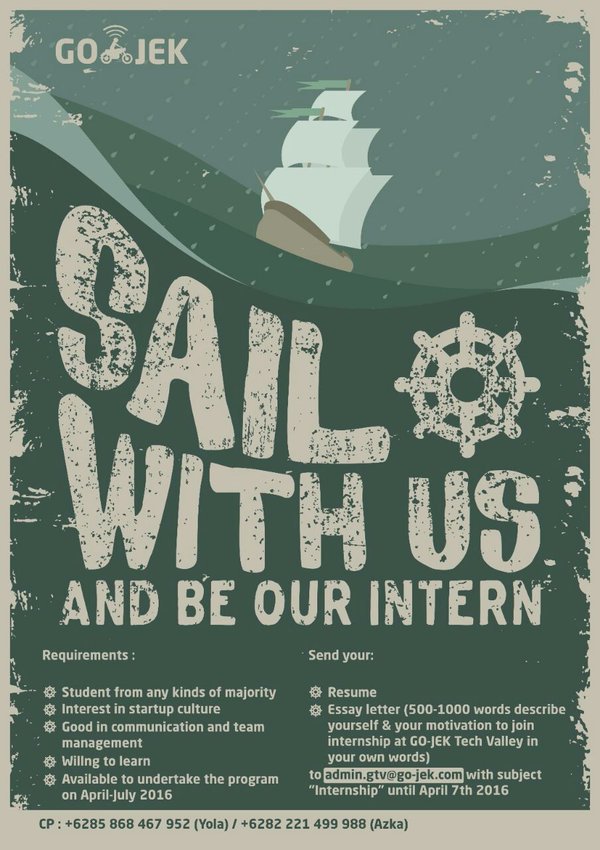 GO JEK
SAIL
WITH US
AND BE OUR INTERN
Requirements :
Student from any kinds of majority
Interest in startup culture
Good in communication and team
management
Willng to learn
Available to undertake the program
on April-July 2016
Send your:
Resume
Essay letter (500-1000 words describe
yourself & your motivation to join
internship at GO-JEK Tech Valley in
your own words)
to admin.gtv@go-jek.com with subject
"Internship" until April 7th 2016
CP : +6285 868 467 952 (Yola) / +6282 221 499 988 (Azka)